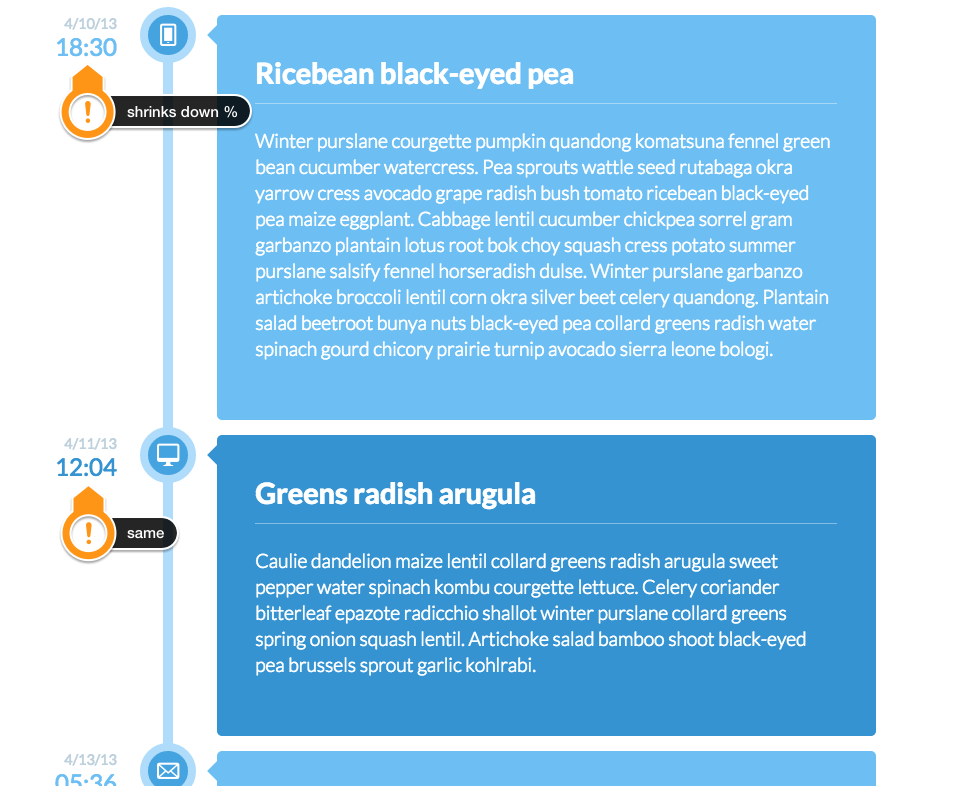 4/10/13
18:30
! shrinks down %
Ricebean black-eyed pea
Winter purslane courgette pumpkin quandong komatsuna fennel green
bean cucumber watercress. Pea sprouts wattle seed rutabaga okra
yarrow cress avocado grape radish bush tomato ricebean black-eyed
pea maize eggplant. Cabbage lentil cucumber chickpea sorrel gram
garbanzo plantain lotus root bok choy squash cress potato summer
purslane salsify fennel horseradish dulse. Winter purslane garbanzo
artichoke broccoli lentil corn okra silver beet celery quandong. Plantain
salad beetroot bunya nuts black-eyed pea collard greens radish water
spinach gourd chicory prairie turnip avocado sierra leone bologi.
4/11/13
12:04
! same
Greens radish arugula
Caulie dandelion maize lentil collard greens radish arugula sweet
pepper water spinach kombu courgette lettuce. Celery coriander
bitterleaf epazote radicchio shallot winter purslane collard greens
spring onion squash lentil. Artichoke salad bamboo shoot black-eyed
pea brussels sprout garlic kohlrabi.
4/13/13
05:36